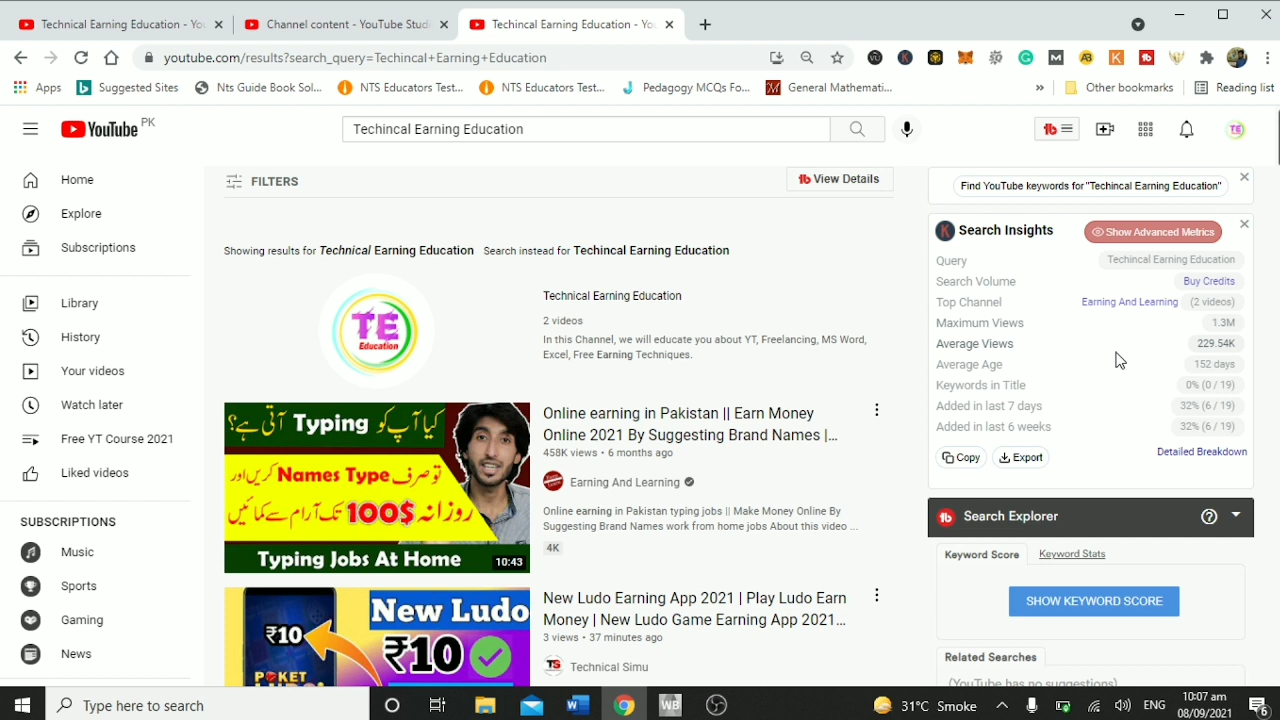 Technical Earning Education - Yo
Channel content - YouTube Studi
Techincal Earning Education - Yo
youtube.com/results?search_query=Techincal+Earning+Education
Apps
Suggested Sites
Nts Guide Book Sol...
NTS Educators Test...
NTS Educators Test...
Pedagogy MCQs Fo...
General Mathemati...
»
Other bookmarks
Reading list
YouTube PK
Techincal Earning Education
TE
Home
Explore
Subscriptions
Library
History
Your videos
Watch later
Free YT Course 2021
Liked videos
SUBSCRIPTIONS
Music
Sports
Gaming
News
FILTERS
View Details
Showing results for Technical Earning Education Search instead for Techincal Earning Education
TE
Education
Technical Earning Education
2 videos
In this Channel, we will educate you about YT, Freelancing, MS Word,
Excel, Free Earning Techniques.
کیا آپ کو Typing آتی ہے؟
تو صرف Names Type کریں اور
روزانہ 100$ تک آرام سے کمائیں
Typing Jobs At Home
10:43
Online earning in Pakistan || Earn Money
Online 2021 By Suggesting Brand Names |...
458K views • 6 months ago
Earning And Learning
Online earning in Pakistan typing jobs || Make Money Online By
Suggesting Brand Names work from home jobs About this video ...
4K
New Ludo
₹10
₹10
New Ludo Earning App 2021 | Play Ludo Earn
Money | New Ludo Game Earning App 2021...
3 views • 37 minutes ago
TS
Technical Simu
Find YouTube keywords for "Techincal Earning Education"
K
Search Insights
Show Advanced Metrics
Query Techincal Earning Education
Search Volume Buy Credits
Top Channel Earning And Learning (2 videos)
Maximum Views 1.3M
Average Views 229.54K
Average Age 152 days
Keywords in Title 0% (0 / 19)
Added in last 7 days 32% (6 / 19)
Added in last 6 weeks 32% (6 / 19)
Copy
Export
Detailed Breakdown
Search Explorer
Keyword Score
Keyword Stats
SHOW KEYWORD SCORE
Related Searches
(YouTube has no suggestions)
Type here to search
WB
31°C Smoke
ENG
10:07 am
08/09/2021
6